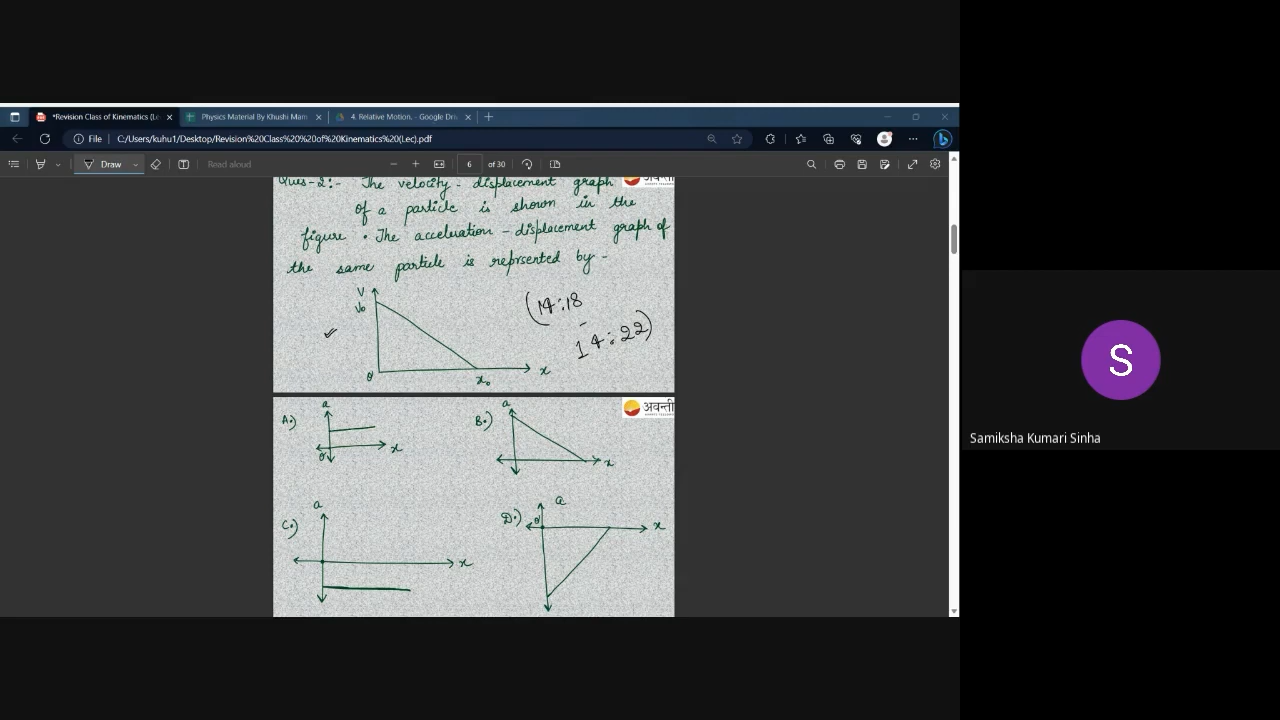 *Revision Class of Kinematics (Le
Physics Material By Khushi Mam
4. Relative Motion. - Google Dri
File
C:/Users/kuhu1/Desktop/Revision%20Class%20%20of%20Kinematics%20(Lec).pdf
Draw
Read aloud
6
of 30
Ques-2:- The velocity - displacement graph
of a particle is shown in the
figure . The acceleration - displacement graph of
the same particle is reprsented by -
V
V₀
0
x₀
x
(14:18
-
14:22)
अवन्ती
A.)
a
0
x
B.)
a
x
C.)
a
x
D.)
a
0
x
S
Samiksha Kumari Sinha